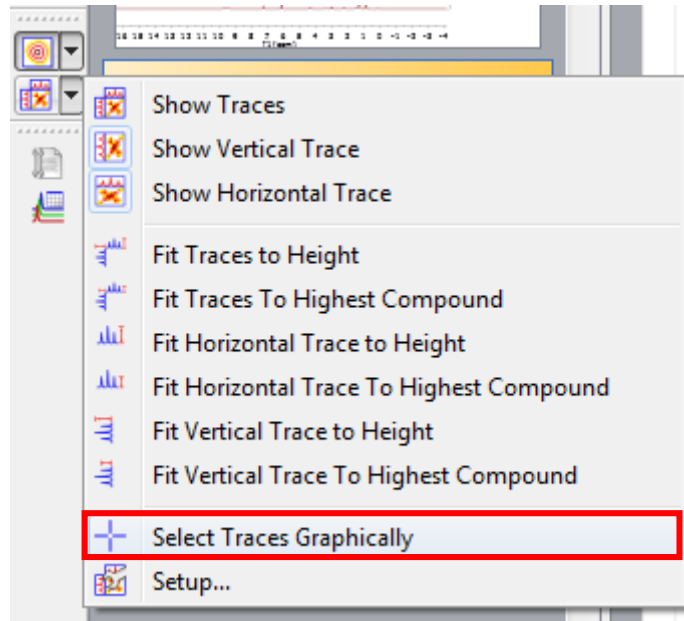 f1 (ppm)
Show Traces
Show Vertical Trace
Show Horizontal Trace
Fit Traces to Height
Fit Traces To Highest Compound
Fit Horizontal Trace to Height
Fit Horizontal Trace To Highest Compound
Fit Vertical Trace to Height
Fit Vertical Trace To Highest Compound
Select Traces Graphically
Setup...